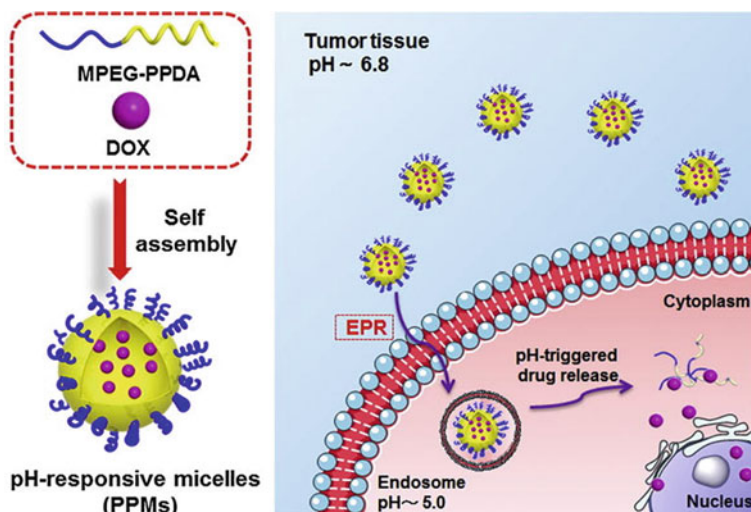 MPEG-PPDA
DOX
Self
assembly
pH-responsive micelles
(PPMs)
Tumor tissue
pH ~ 6.8
EPR
Cytoplasm
pH-triggered
drug release
Endosome
pH~ 5.0
Nucleus